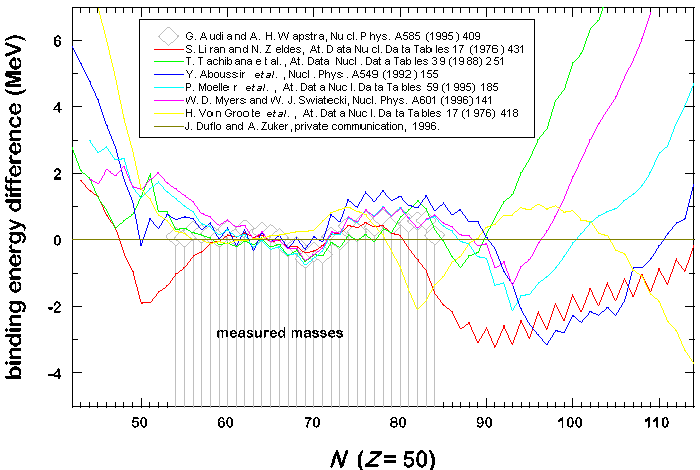 G. Audi and A. H. Wapstra, Nucl. Phys. A585 (1995) 409
S. Liran and N. Zeldes, At. Data Nucl. Data Tables 17 (1976) 431
T. Tachibana et al., At. Data Nucl. Data Tables 39 (1988) 251
Y. Aboussir et al., Nucl. Phys. A549 (1992) 155
P. Moeller et al., At. Data Nucl. Data Tables 59 (1995) 185
W. D. Myers and W. J. Swiatecki, Nucl. Phys. A601 (1996) 141
H. Von Groote et al., At. Data Nucl. Data Tables 17 (1976) 418
J. Duflo and A. Zuker, private communication, 1996.
binding energy difference (MeV)
6
4
2
0
-2
-4
measured masses
50 60 70 80 90 100 110
N (Z = 50)